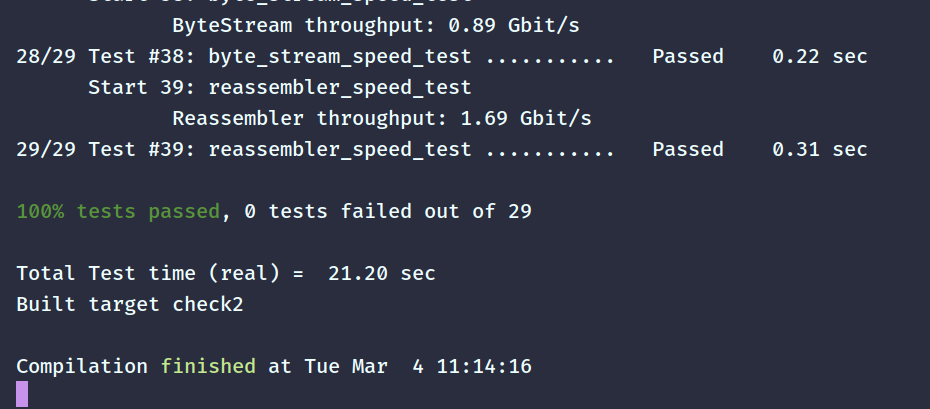 Start 38: byte_stream_speed_test
ByteStream throughput: 0.89 Gbit/s
28/29 Test #38: byte_stream_speed_test ........... Passed 0.22 sec
Start 39: reassembler_speed_test
Reassembler throughput: 1.69 Gbit/s
29/29 Test #39: reassembler_speed_test ........... Passed 0.31 sec
100% tests passed, 0 tests failed out of 29
Total Test time (real) = 21.20 sec
Built target check2
Compilation finished at Tue Mar 4 11:14:16